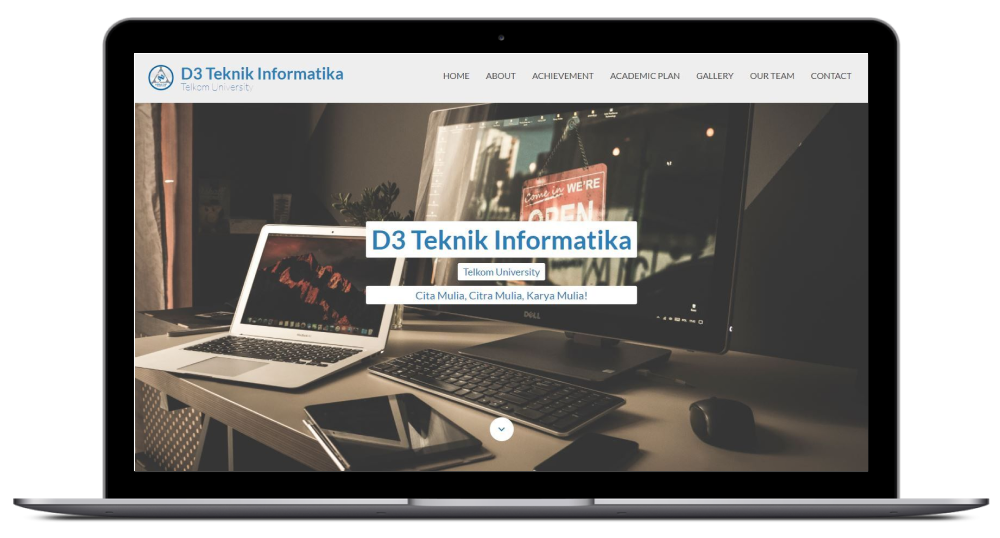 D3 Teknik Informatika
Telkom University
HOME ABOUT ACHIEVEMENT ACADEMIC PLAN GALLERY OUR TEAM CONTACT
Come in WE'RE
OPEN
D3 Teknik Informatika
Telkom University
Cita Mulia, Citra Mulia, Karya Mulia!
DELL